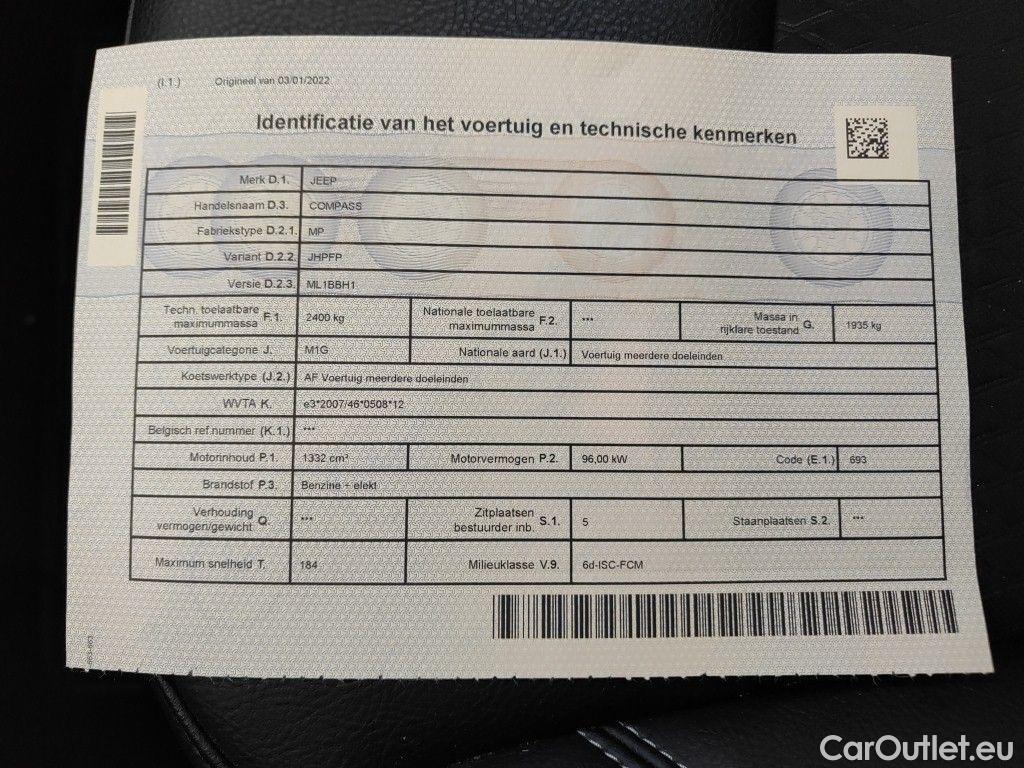 (I.1.) Origineel van 03/01/2022
Identificatie van het voertuig en technische kenmerken
Merk D.1. JEEP
Handelsnaam D.3. COMPASS
Fabriekstype D.2.1. MP
Variant D.2.2. JHPFP
Versie D.2.3. ML1BBH1
Techn. toelaatbare maximummassa F.1. 2400 kg Nationale toelaatbare maximummassa F.2. *** Massa in rijklare toestand G. 1935 kg
Voertuigcategorie J. M1G Nationale aard (J.1.) Voertuig meerdere doeleinden
Koetswerktype (J.2.) AF Voertuig meerdere doeleinden
WVTA K. e3*2007/46*0508*12
Belgisch ref.nummer (K.1.) ***
Motorinhoud P.1. 1332 cm³ Motorvermogen P.2. 96,00 kW Code (E.1.) 693
Brandstof P.3. Benzine + elekt
Verhouding vermogen/gewicht Q. *** Zitplaatsen bestuurder inb. S.1. 5 Staanplaatsen S.2. ***
Maximum snelheid T. 184 Milieuklasse V.9. 6d-ISC-FCM
CarOutlet.eu